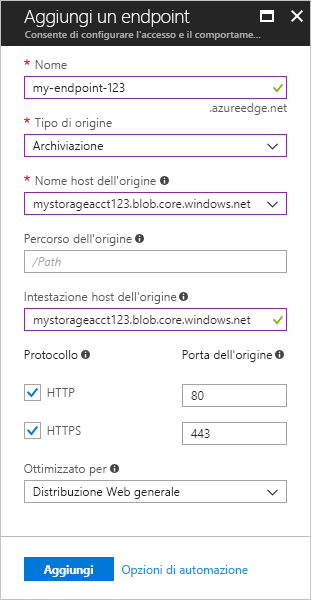 Aggiungi un endpoint
Consente di configurare l'accesso e il comportame...
* Nome
my-endpoint-123
.azureedge.net
* Tipo di origine
Archiviazione
* Nome host dell'origine
mystorageacct123.blob.core.windows.net
Percorso dell'origine
/Path
Intestazione host dell'origine
mystorageacct123.blob.core.windows.net
Protocollo Porta dell'origine
HTTP 80
HTTPS 443
Ottimizzato per
Distribuzione Web generale
Aggiungi Opzioni di automazione